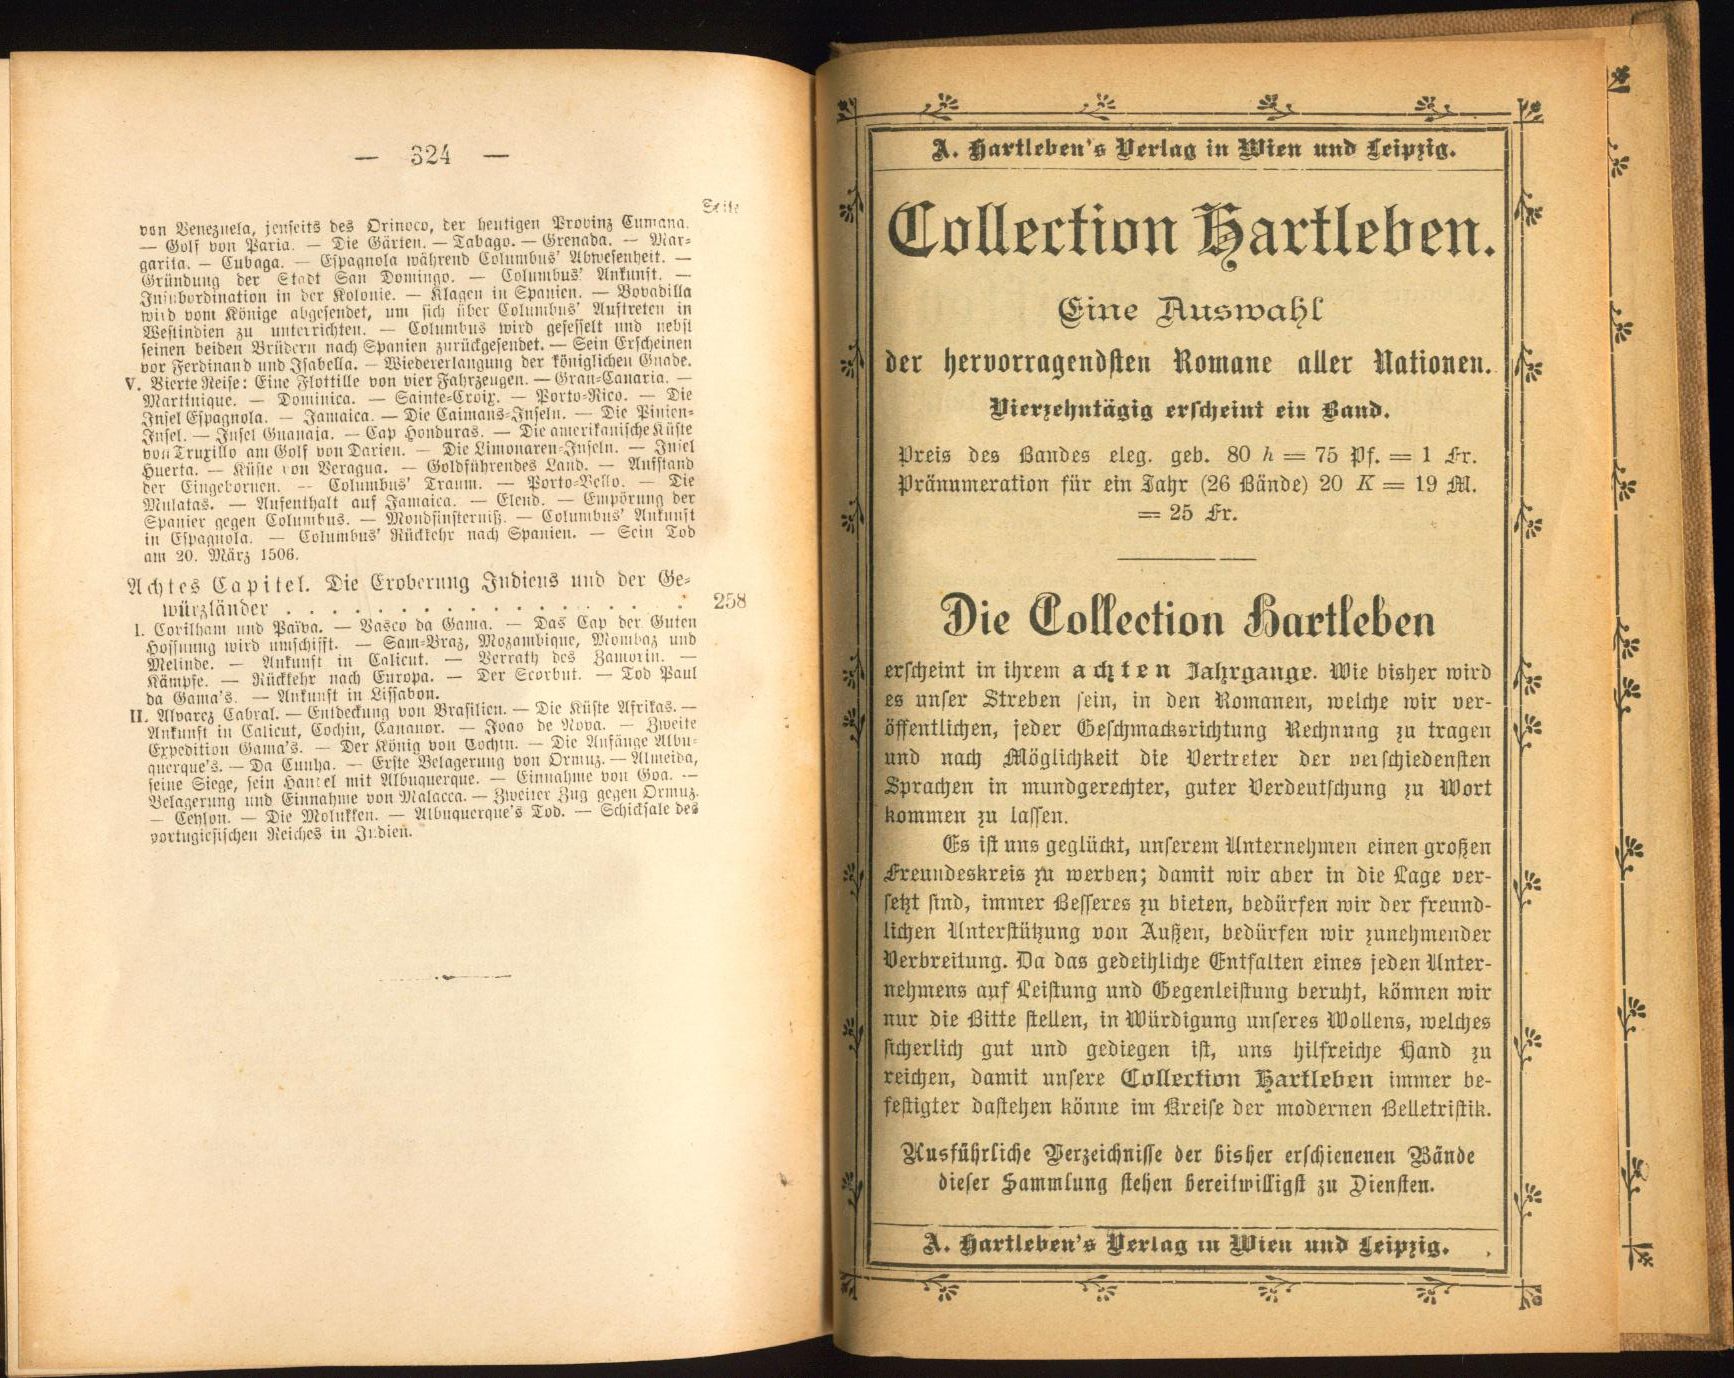 — 324 —
Seite
von Venezuela, jenseits des Orinoco, der heutigen Provinz Cumana.
— Golf von Paria. — Die Gärten. — Tabago. — Grenada. — Mar-
garita. — Cubaga. — Espagnola während Columbus' Abwesenheit. —
Gründung der Stadt San Domingo. — Columbus' Ankunft. —
Insubordination in der Kolonie. — Klagen in Spanien. — Bovadilla
wird vom Könige abgesendet, um sich über Columbus' Auftreten in
Westindien zu unterrichten. — Columbus wird gefesselt und nebst
seinen beiden Brüdern nach Spanien zurückgesendet. — Sein Erscheinen
vor Ferdinand und Isabella. — Wiedererlangung der königlichen Gnade.
V. Vierte Reise: Eine Flottille von vier Fahrzeugen. — Gran-Canaria. —
Martinique. — Dominica. — Sainte-Croix. — Porto-Rico. — Die
Insel Espagnola. — Jamaica. — Die Caimans-Inseln. — Die Pinien-
Insel. — Insel Guanaia. — Cap Honduras. — Die amerikanische Küste
von Truxillo am Golf von Darien. — Die Limonaren-Inseln. — Insel
Huerta. — Küste von Veragua. — Goldführendes Land. — Aufstand
der Eingebornen. — Columbus' Traum. — Porto-Bello. — Die
Mulatas. — Aufenthalt auf Jamaica. — Elend. — Empörung der
Spanier gegen Columbus. — Mondfinsterniß. — Columbus' Ankunft
in Espagnola. — Columbus' Rückkehr nach Spanien. — Sein Tod
am 20. März 1506.
Achtes Capitel. Die Eroberung Indiens und der Ge-
würzländer . . . . . . . . . . . . . . . . 258
I. Covilham und Païva. — Vasco da Gama. — Das Cap der Guten
Hoffnung wird umschifft. — Sam-Braz, Mozambique, Mombaz und
Melinde. — Ankunft in Calicut. — Verrath des Zamorin. —
Kämpfe. — Rückkehr nach Europa. — Der Scorbut. — Tod Paul
da Gama's. — Ankunft in Lissabon.
II. Alvarez Cabral. — Entdeckung von Brasilien. — Die Küste Afrikas. —
Ankunft in Calicut, Cochin, Cananor. — Joao de Nova. — Zweite
Expedition Gama's. — Der König von Cochin. — Die Anfänge Albu-
querque's. — Da Cunha. — Erste Belagerung von Ormuz. — Almeida,
seine Siege, sein Handel mit Albuquerque. — Einnahme von Goa. —
Belagerung und Einnahme von Malacca. — Zweiter Zug gegen Ormuz.
— Ceylon. — Die Molukken. — Albuquerque's Tod. — Schicksale des
portugiesischen Reiches in Indien.
A. Hartleben's Verlag in Wien und Leipzig.
Collection Hartleben.
Eine Auswahl
der hervorragendsten Romane aller Nationen.
Vierzehntägig erscheint ein Band.
Preis des Bandes eleg. geb. 80 h = 75 Pf. = 1 Fr.
Pränumeration für ein Jahr (26 Bände) 20 K = 19 M.
= 25 Fr.
Die Collection Hartleben
erscheint in ihrem achten Jahrgange. Wie bisher wird
es unser Streben sein, in den Romanen, welche wir ver-
öffentlichen, jeder Geschmacksrichtung Rechnung zu tragen
und nach Möglichkeit die Vertreter der verschiedensten
Sprachen in mundgerechter, guter Verdeutschung zu Wort
kommen zu lassen.
Es ist uns geglückt, unserem Unternehmen einen großen
Freundeskreis zu werben; damit wir aber in die Lage ver-
setzt sind, immer Besseres zu bieten, bedürfen wir der freund-
lichen Unterstützung von Außen, bedürfen wir zunehmender
Verbreitung. Da das gedeihliche Entfalten eines jeden Unter-
nehmens auf Leistung und Gegenleistung beruht, können wir
nur die Bitte stellen, in Würdigung unseres Wollens, welches
sicherlich gut und gediegen ist, uns hilfreiche Hand zu
reichen, damit unsere Collection Hartleben immer be-
festigter dastehen könne im Kreise der modernen Belletristik.
Ausführliche Verzeichnisse der bisher erschienenen Bände
dieser Sammlung stehen bereitwilligst zu Diensten.
A. Hartleben's Verlag in Wien und Leipzig.